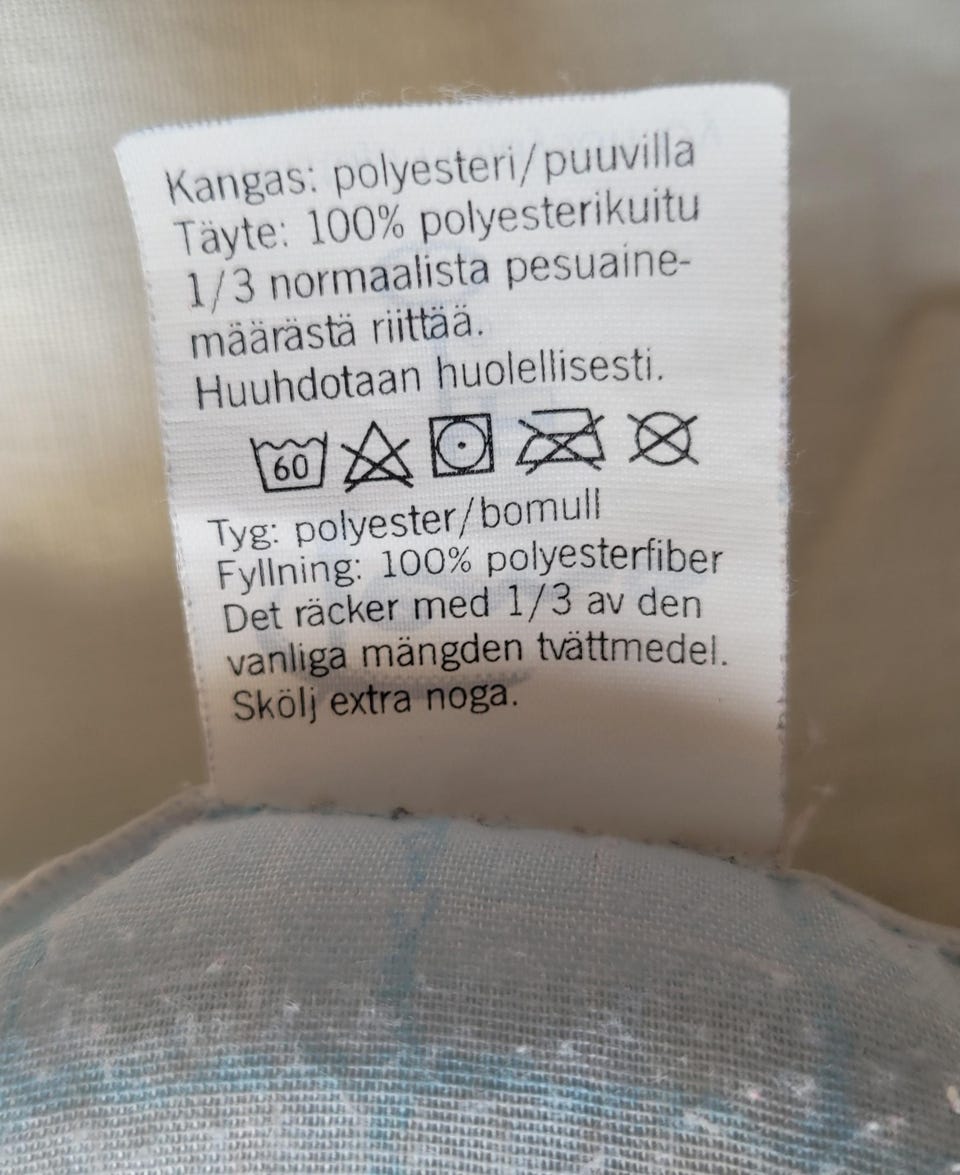 Kangas: polyesteri/puuvilla
Täyte: 100% polyesterikuitu
1/3 normaalista pesuaine-
määrästä riittää.
Huuhdotaan huolellisesti.
60
Tyg: polyester/bomull
Fyllning: 100% polyesterfiber
Det räcker med 1/3 av den
vanliga mängden tvättmedel.
Skölj extra noga.